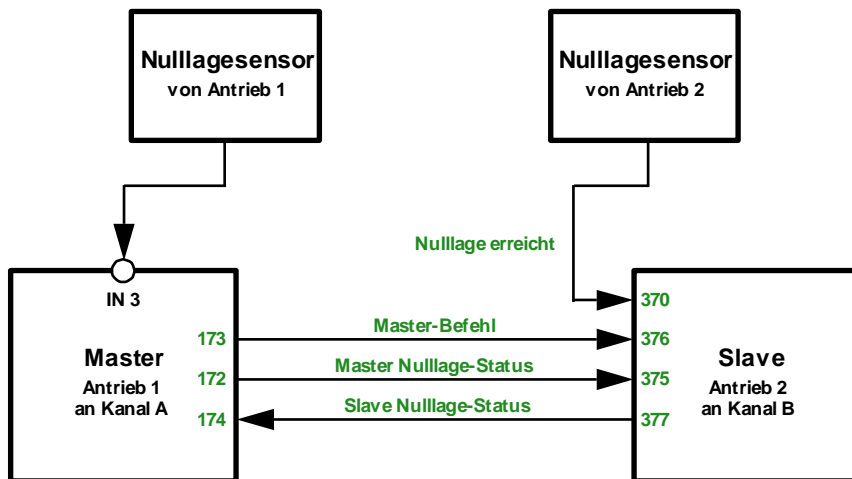 Nulllagesensor
von Antrieb 1
Nulllagesensor
von Antrieb 2
Nulllage erreicht
IN 3
370
173
Master-Befehl
376
Master
Slave
Master Nulllage-Status
Antrieb 1
172
375
Antrieb 2
an Kanal A
174
Slave Nulllage-Status
377
an Kanal B